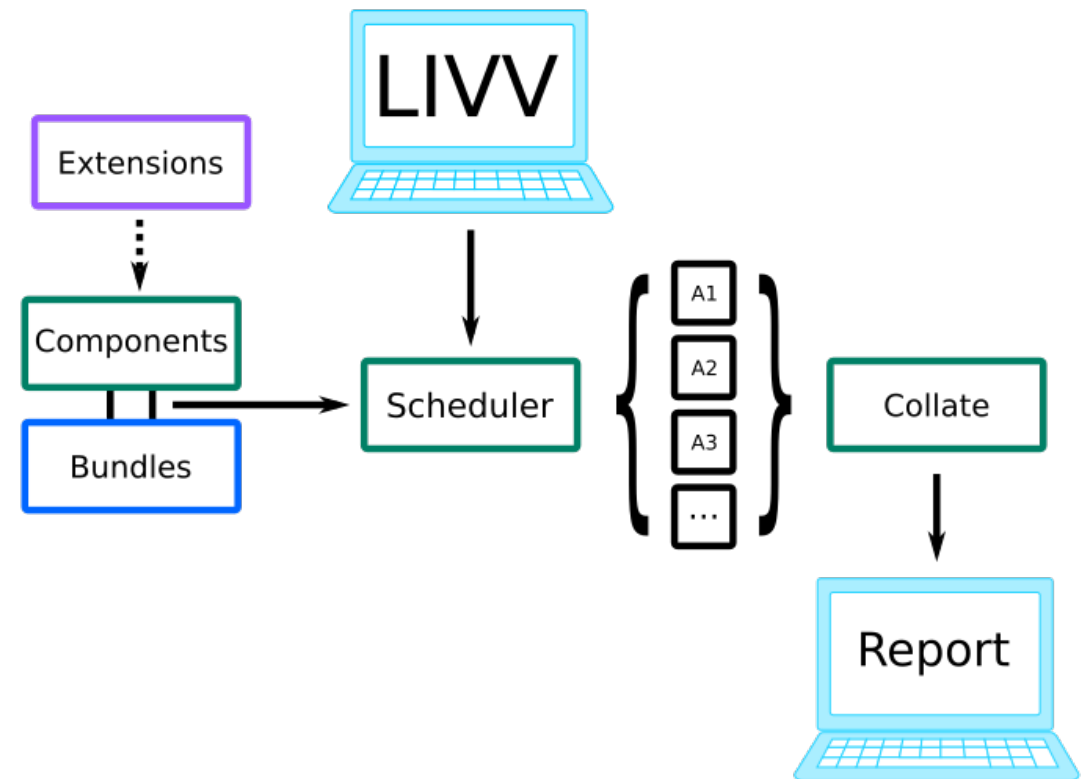 LIVV
Extensions
Components
Bundles
Scheduler
A1
A2
A3
...
Collate
Report